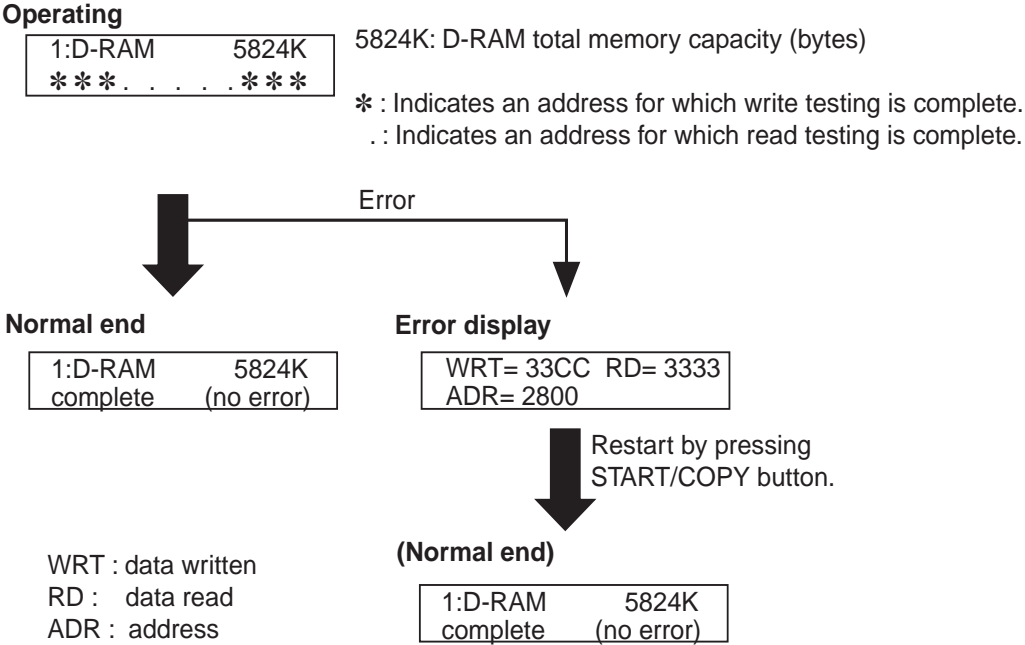 Operating
1:D-RAM 5824K
✻✻✻. . . . .✻✻✻
5824K: D-RAM total memory capacity (bytes)
✻ : Indicates an address for which write testing is complete.
. : Indicates an address for which read testing is complete.
Error
Normal end
1:D-RAM 5824K
complete (no error)
Error display
WRT= 33CC RD= 3333
ADR= 2800
Restart by pressing
START/COPY button.
(Normal end)
1:D-RAM 5824K
complete (no error)
WRT : data written
RD : data read
ADR : address